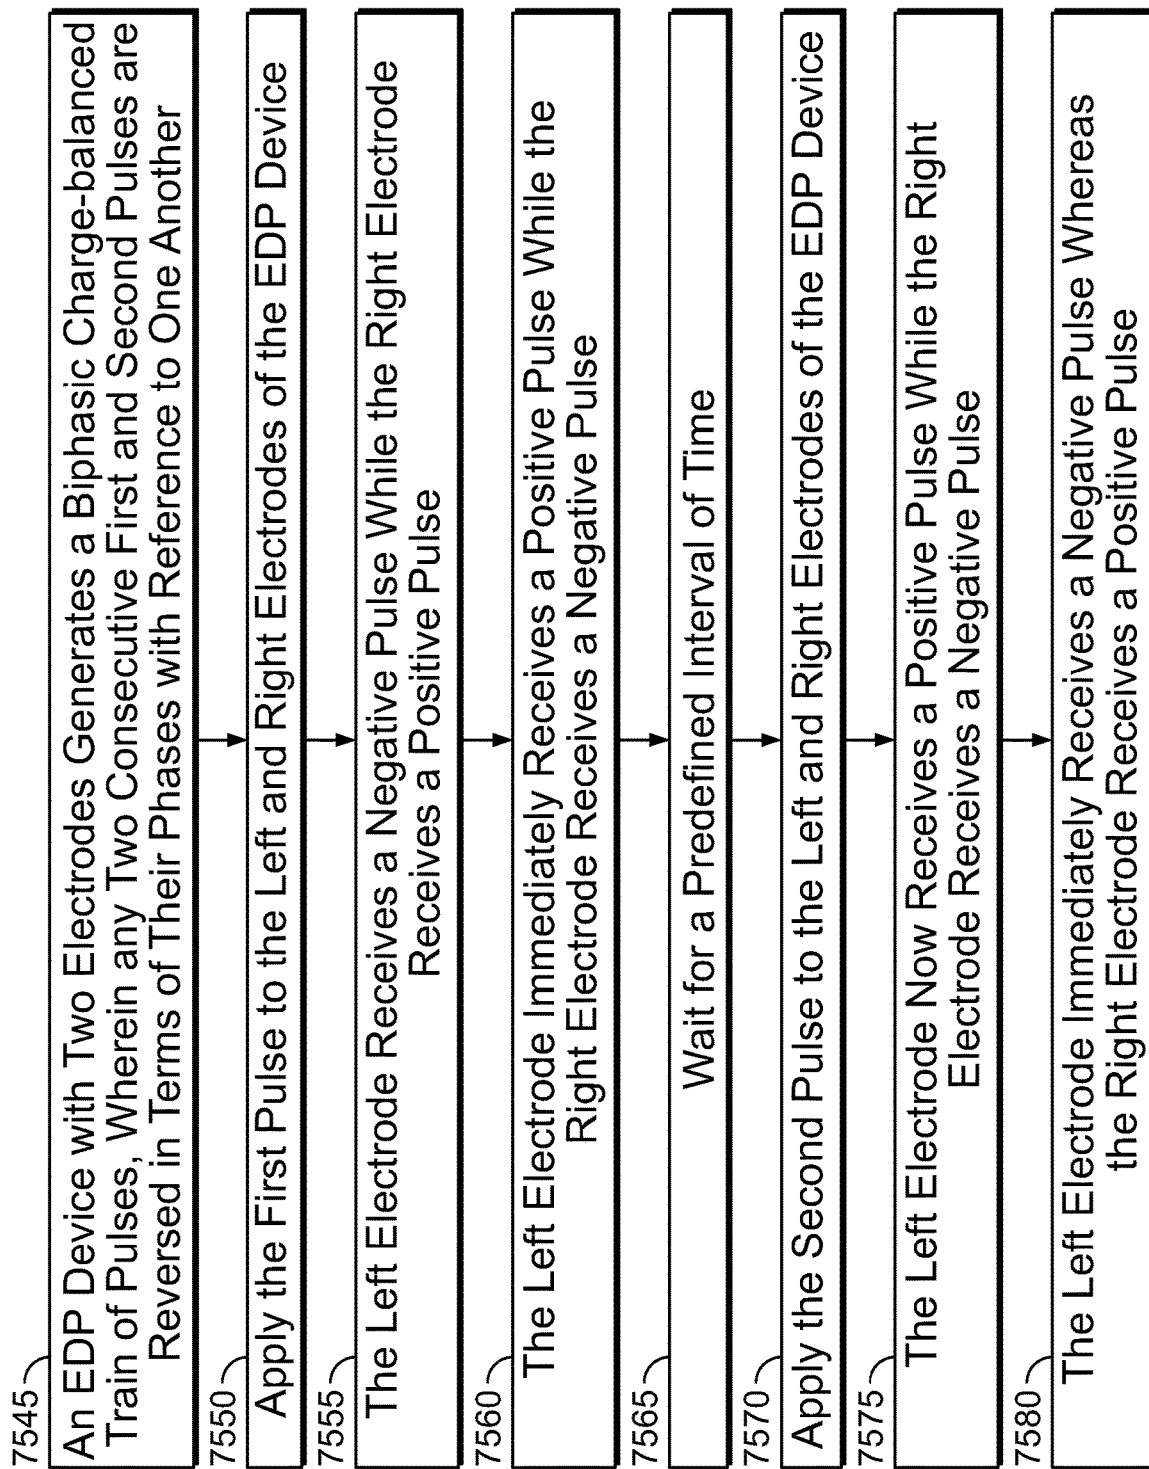 7545
An EDP Device with Two Electrodes Generates a Biphasic Charge-balanced
Train of Pulses, Wherein any Two Consecutive First and Second Pulses are
Reversed in Terms of Their Phases with Reference to One Another
7550
Apply the First Pulse to the Left and Right Electrodes of the EDP Device
7555
The Left Electrode Receives a Negative Pulse While the Right Electrode
Receives a Positive Pulse
7560
The Left Electrode Immediately Receives a Positive Pulse While the
Right Electrode Receives a Negative Pulse
7565
Wait for a Predefined Interval of Time
7570
Apply the Second Pulse to the Left and Right Electrodes of the EDP Device
7575
The Left Electrode Now Receives a Positive Pulse While the Right
Electrode Receives a Negative Pulse
7580
The Left Electrode Immediately Receives a Negative Pulse Whereas
the Right Electrode Receives a Positive Pulse